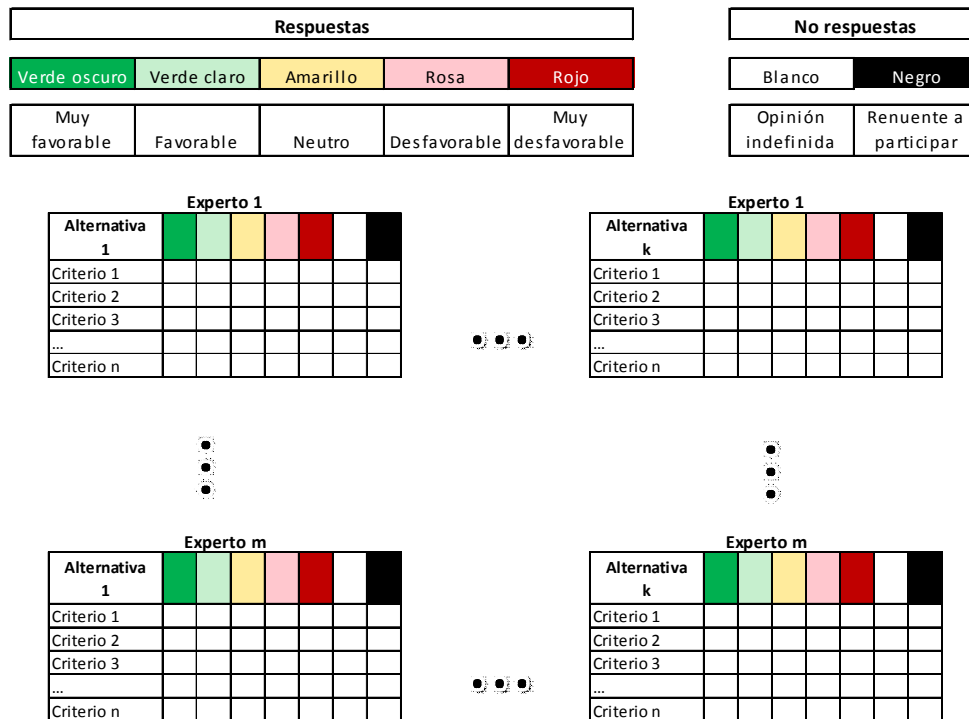 Respuestas No respuestas
Verde oscuro Verde claro Amarillo Rosa Rojo Blanco Negro
Muy favorable Favorable Neutro Desfavorable Muy desfavorable Opinión indefinida Renuente a participar
Experto 1 Experto 1
Alternativa 1 Alternativa k
Criterio 1 Criterio 1
Criterio 2 Criterio 2
Criterio 3 Criterio 3
... ...
Criterio n Criterio n
Experto m Experto m
Alternativa 1 Alternativa k
Criterio 1 Criterio 1
Criterio 2 Criterio 2
Criterio 3 Criterio 3
... ...
Criterio n Criterio n